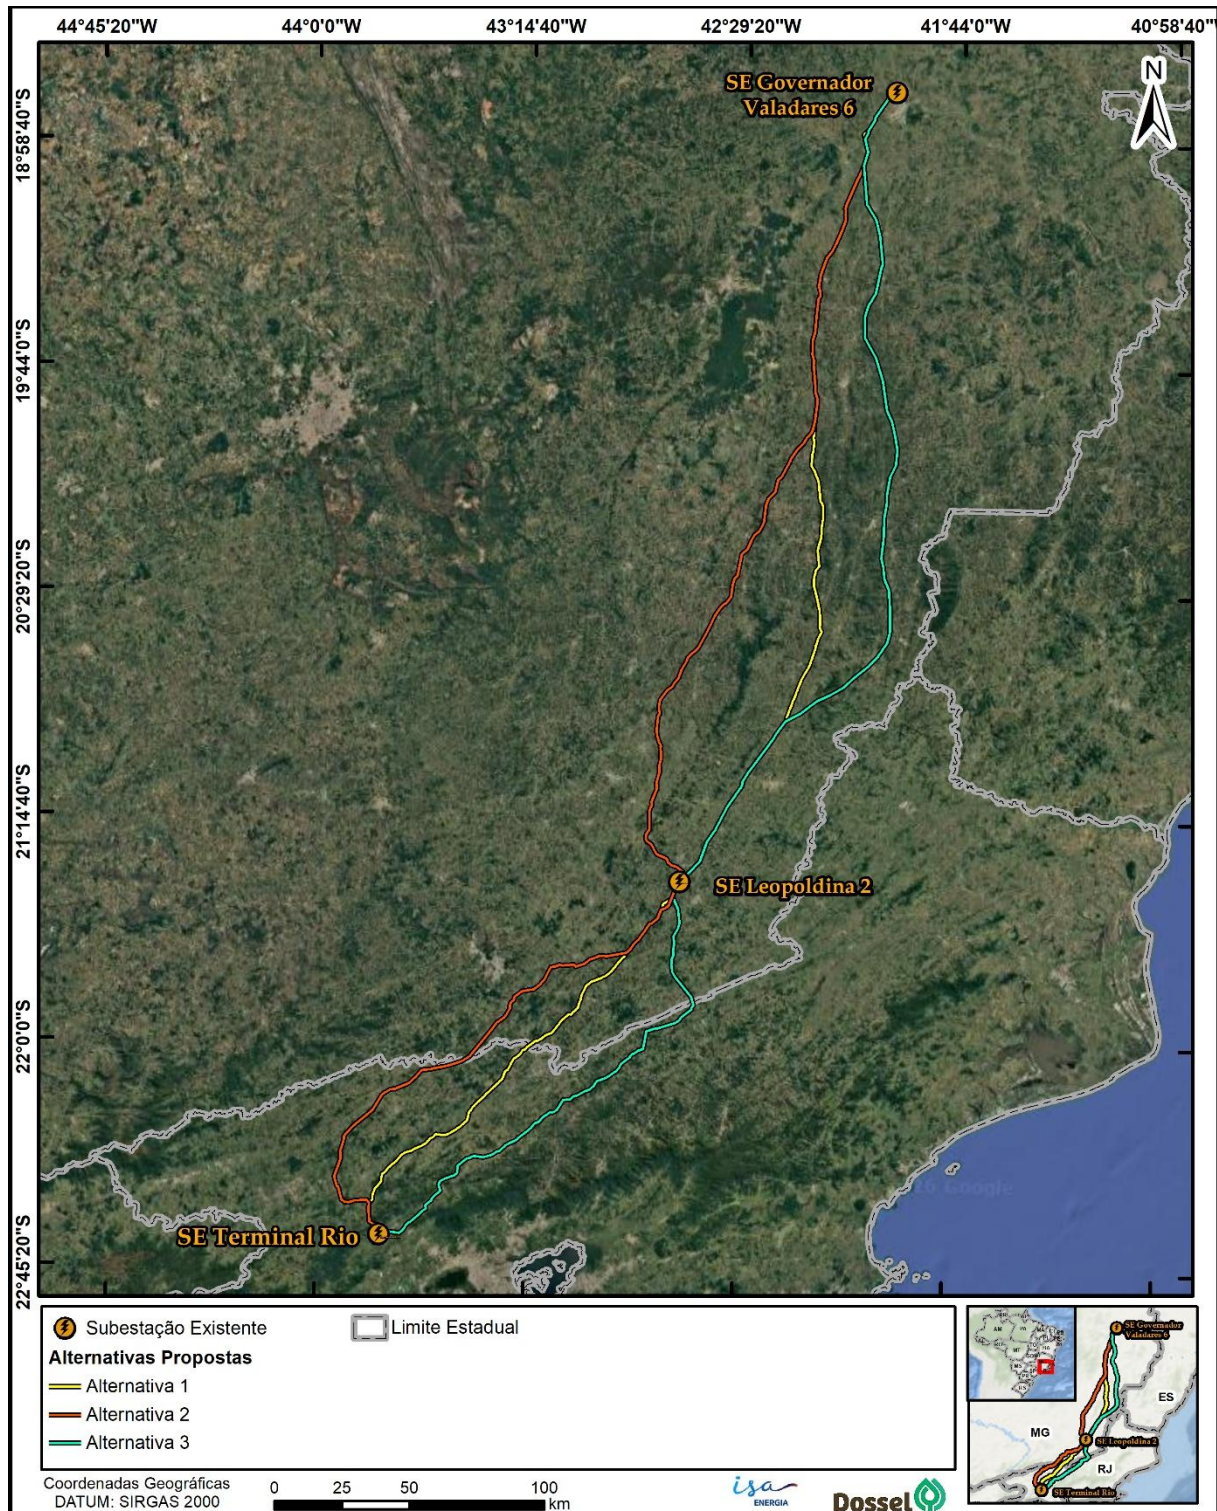 44°45'20"W
44°0'0"W
43°14'40"W
42°29'20"W
41°44'0"W
40°58'40"W
18°58'40"S
19°44'0"S
20°29'20"S
21°14'40"S
22°0'0"S
22°45'20"S
N
SE Governador
Valadares 6
SE Leopoldina 2
SE Terminal Rio
Google
Subestação Existente
Limite Estadual
Alternativas Propostas
Alternativa 1
Alternativa 2
Alternativa 3
Coordenadas Geográficas
DATUM: SIRGAS 2000
0 25 50 100
km
isa
ENERGIA
Dossel
SE Governador
Valadares 6
ES
MG
SE Leopoldina 2
RJ
SE Terminal Rio